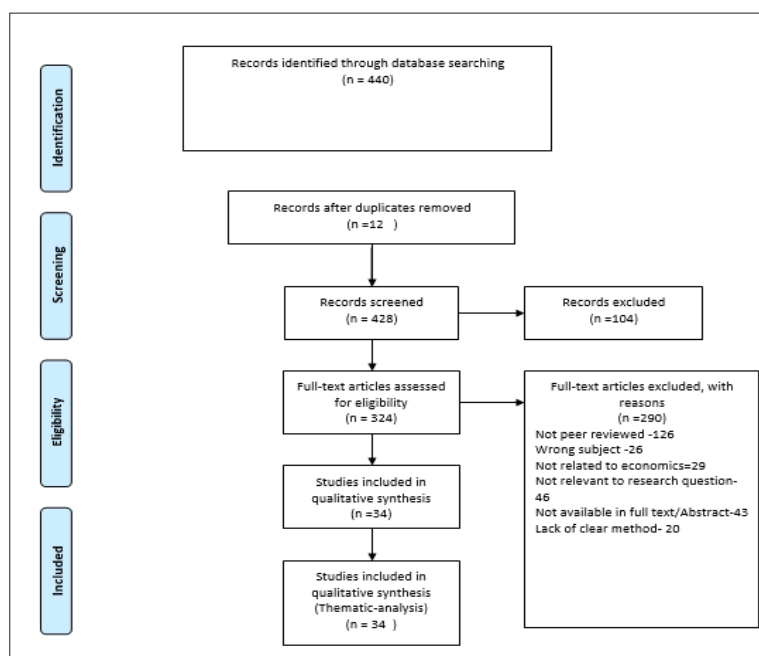 Identification
Records identified through database searching
(n = 440)
Screening
Records after duplicates removed
(n =12 )
Records screened
(n = 428)
Records excluded
(n =104)
Eligibility
Full-text articles assessed
for eligibility
(n = 324)
Full-text articles excluded, with
reasons
(n =290)
Not peer reviewed -126
Wrong subject -26
Not related to economics=29
Not relevant to research question-
46
Not available in full text/Abstract-43
Lack of clear method- 20
Studies included in
qualitative synthesis
(n =34)
Included
Studies included in
qualitative synthesis
(Thematic-analysis)
(n = 34 )